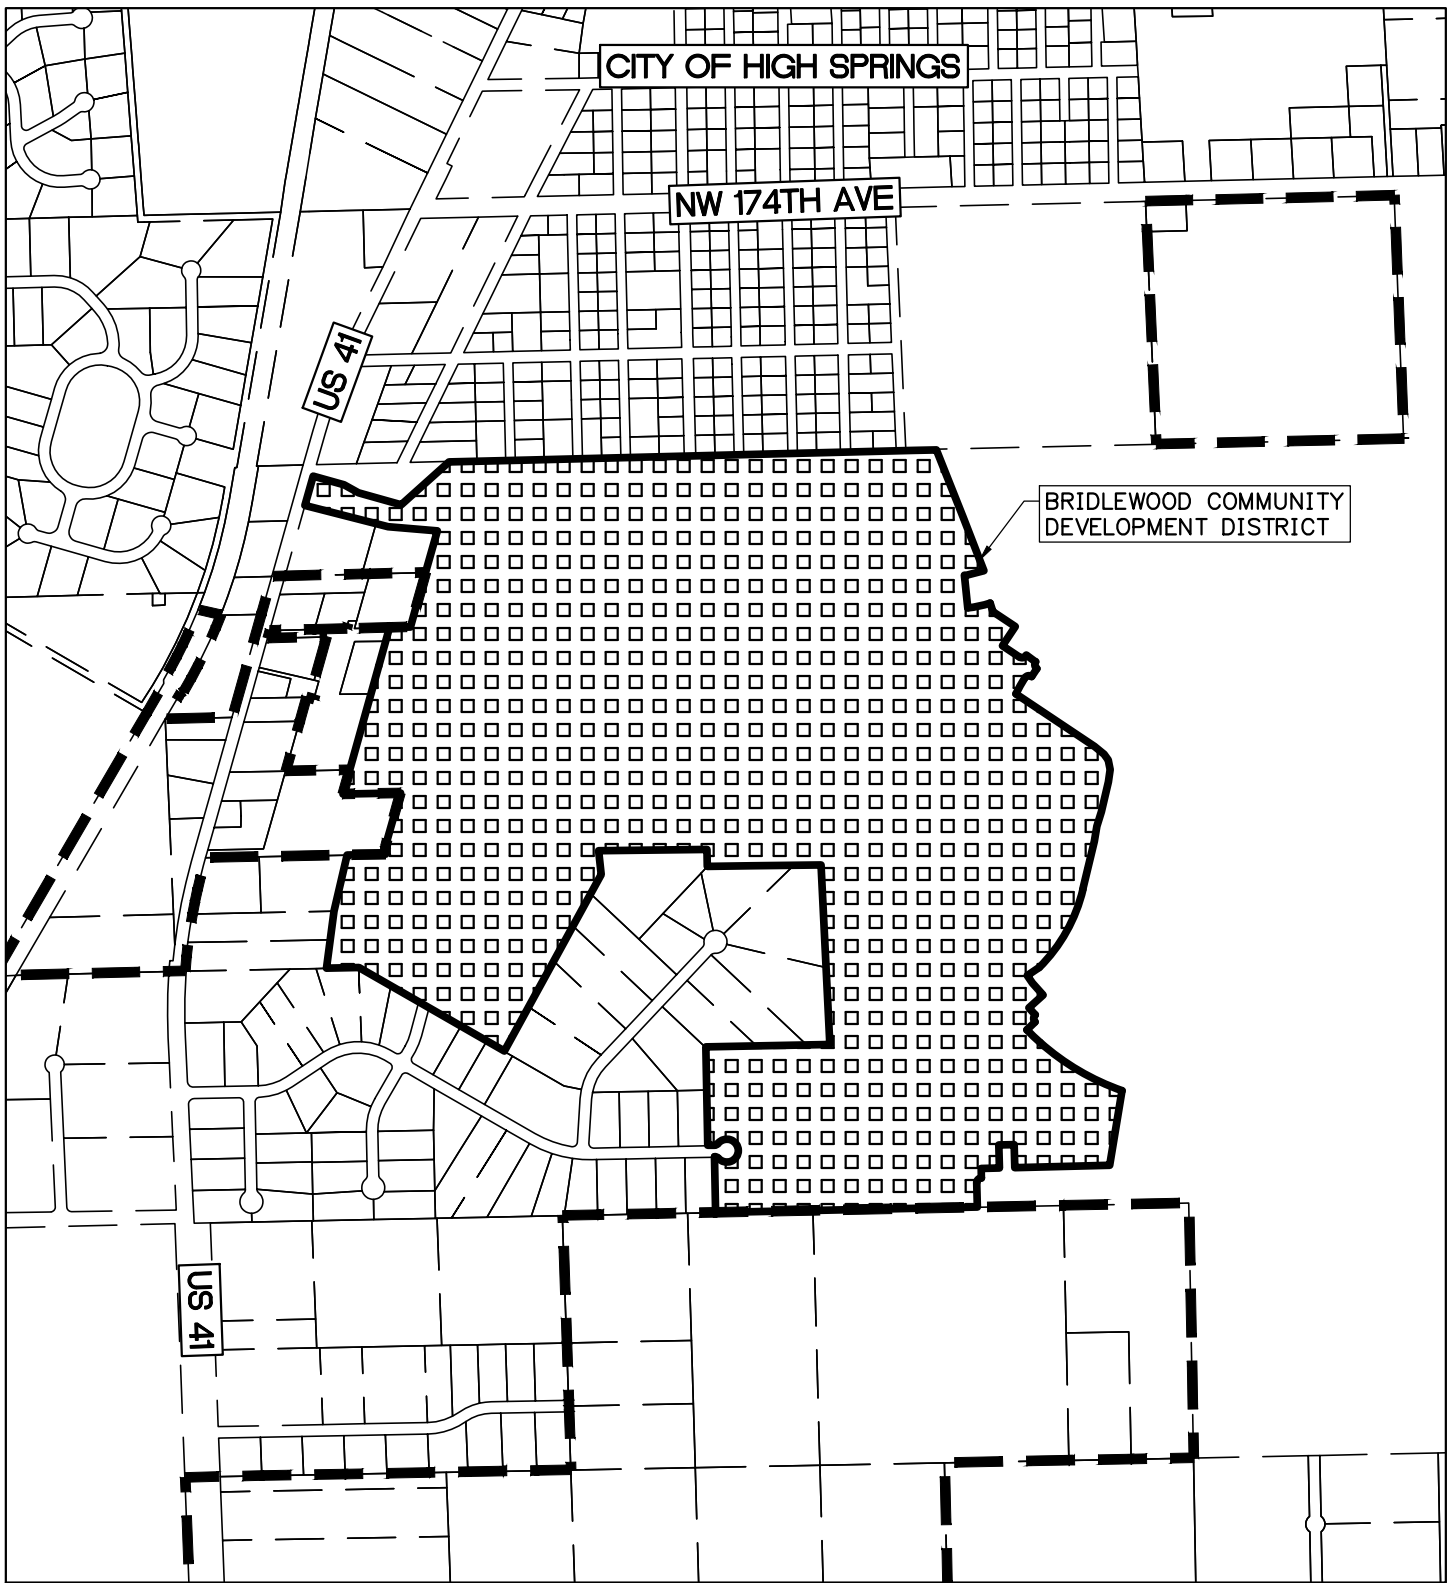 CITY OF HIGH SPRINGS
NW 174TH AVE
US 41
BRIDLEWOOD COMMUNITY
DEVELOPMENT DISTRICT
US 41